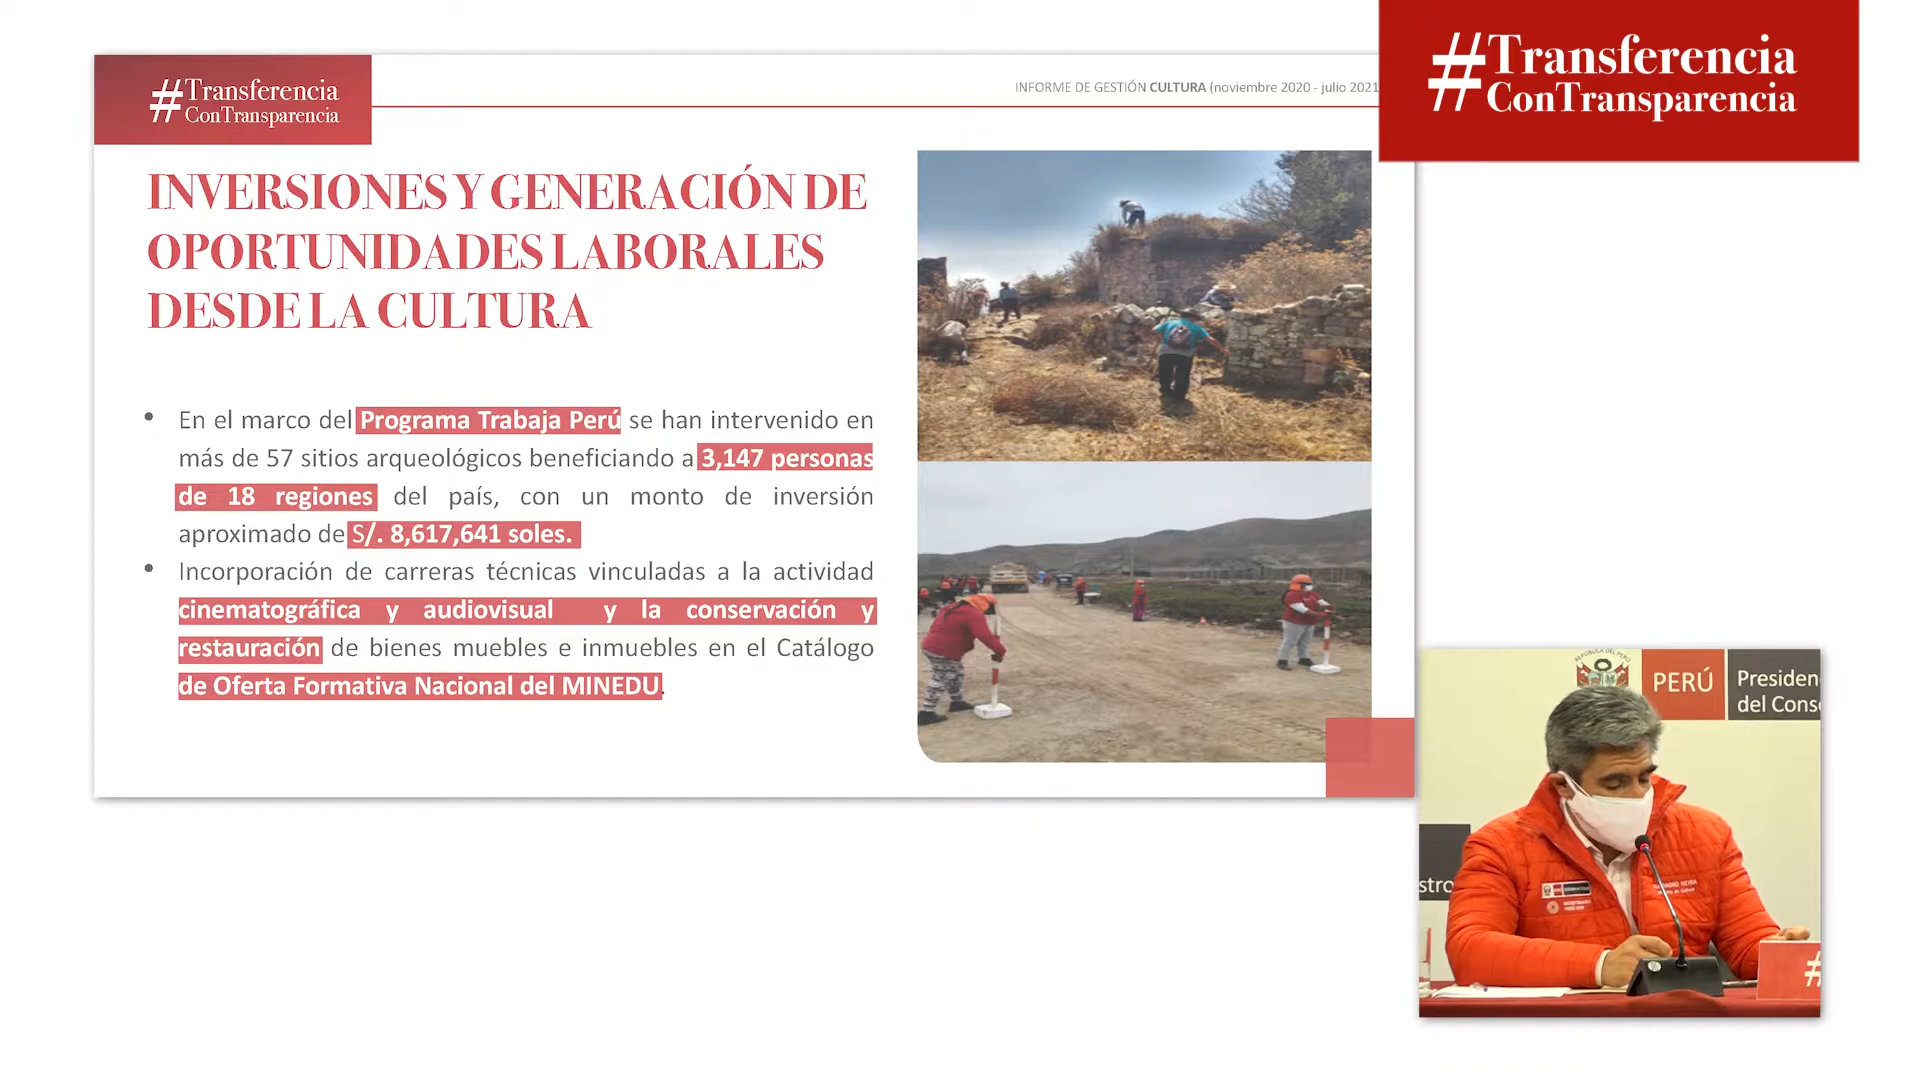 #Transferencia
ConTransparencia
INFORME DE GESTIÓN CULTURA (noviembre 2020 - julio 2021
#Transferencia
ConTransparencia
INVERSIONES Y GENERACIÓN DE
OPORTUNIDADES LABORALES
DESDE LA CULTURA
• En el marco del Programa Trabaja Perú se han intervenido en
más de 57 sitios arqueológicos beneficiando a 3,147 personas
de 18 regiones del país, con un monto de inversión
aproximado de S/. 8,617,641 soles.
• Incorporación de carreras técnicas vinculadas a la actividad
cinematográfica y audiovisual y la conservación y
restauración de bienes muebles e inmuebles en el Catálogo
de Oferta Formativa Nacional del MINEDU.
REPÚBLICA DEL PERÚ
PERÚ
Presiden
del Cons
stro
#